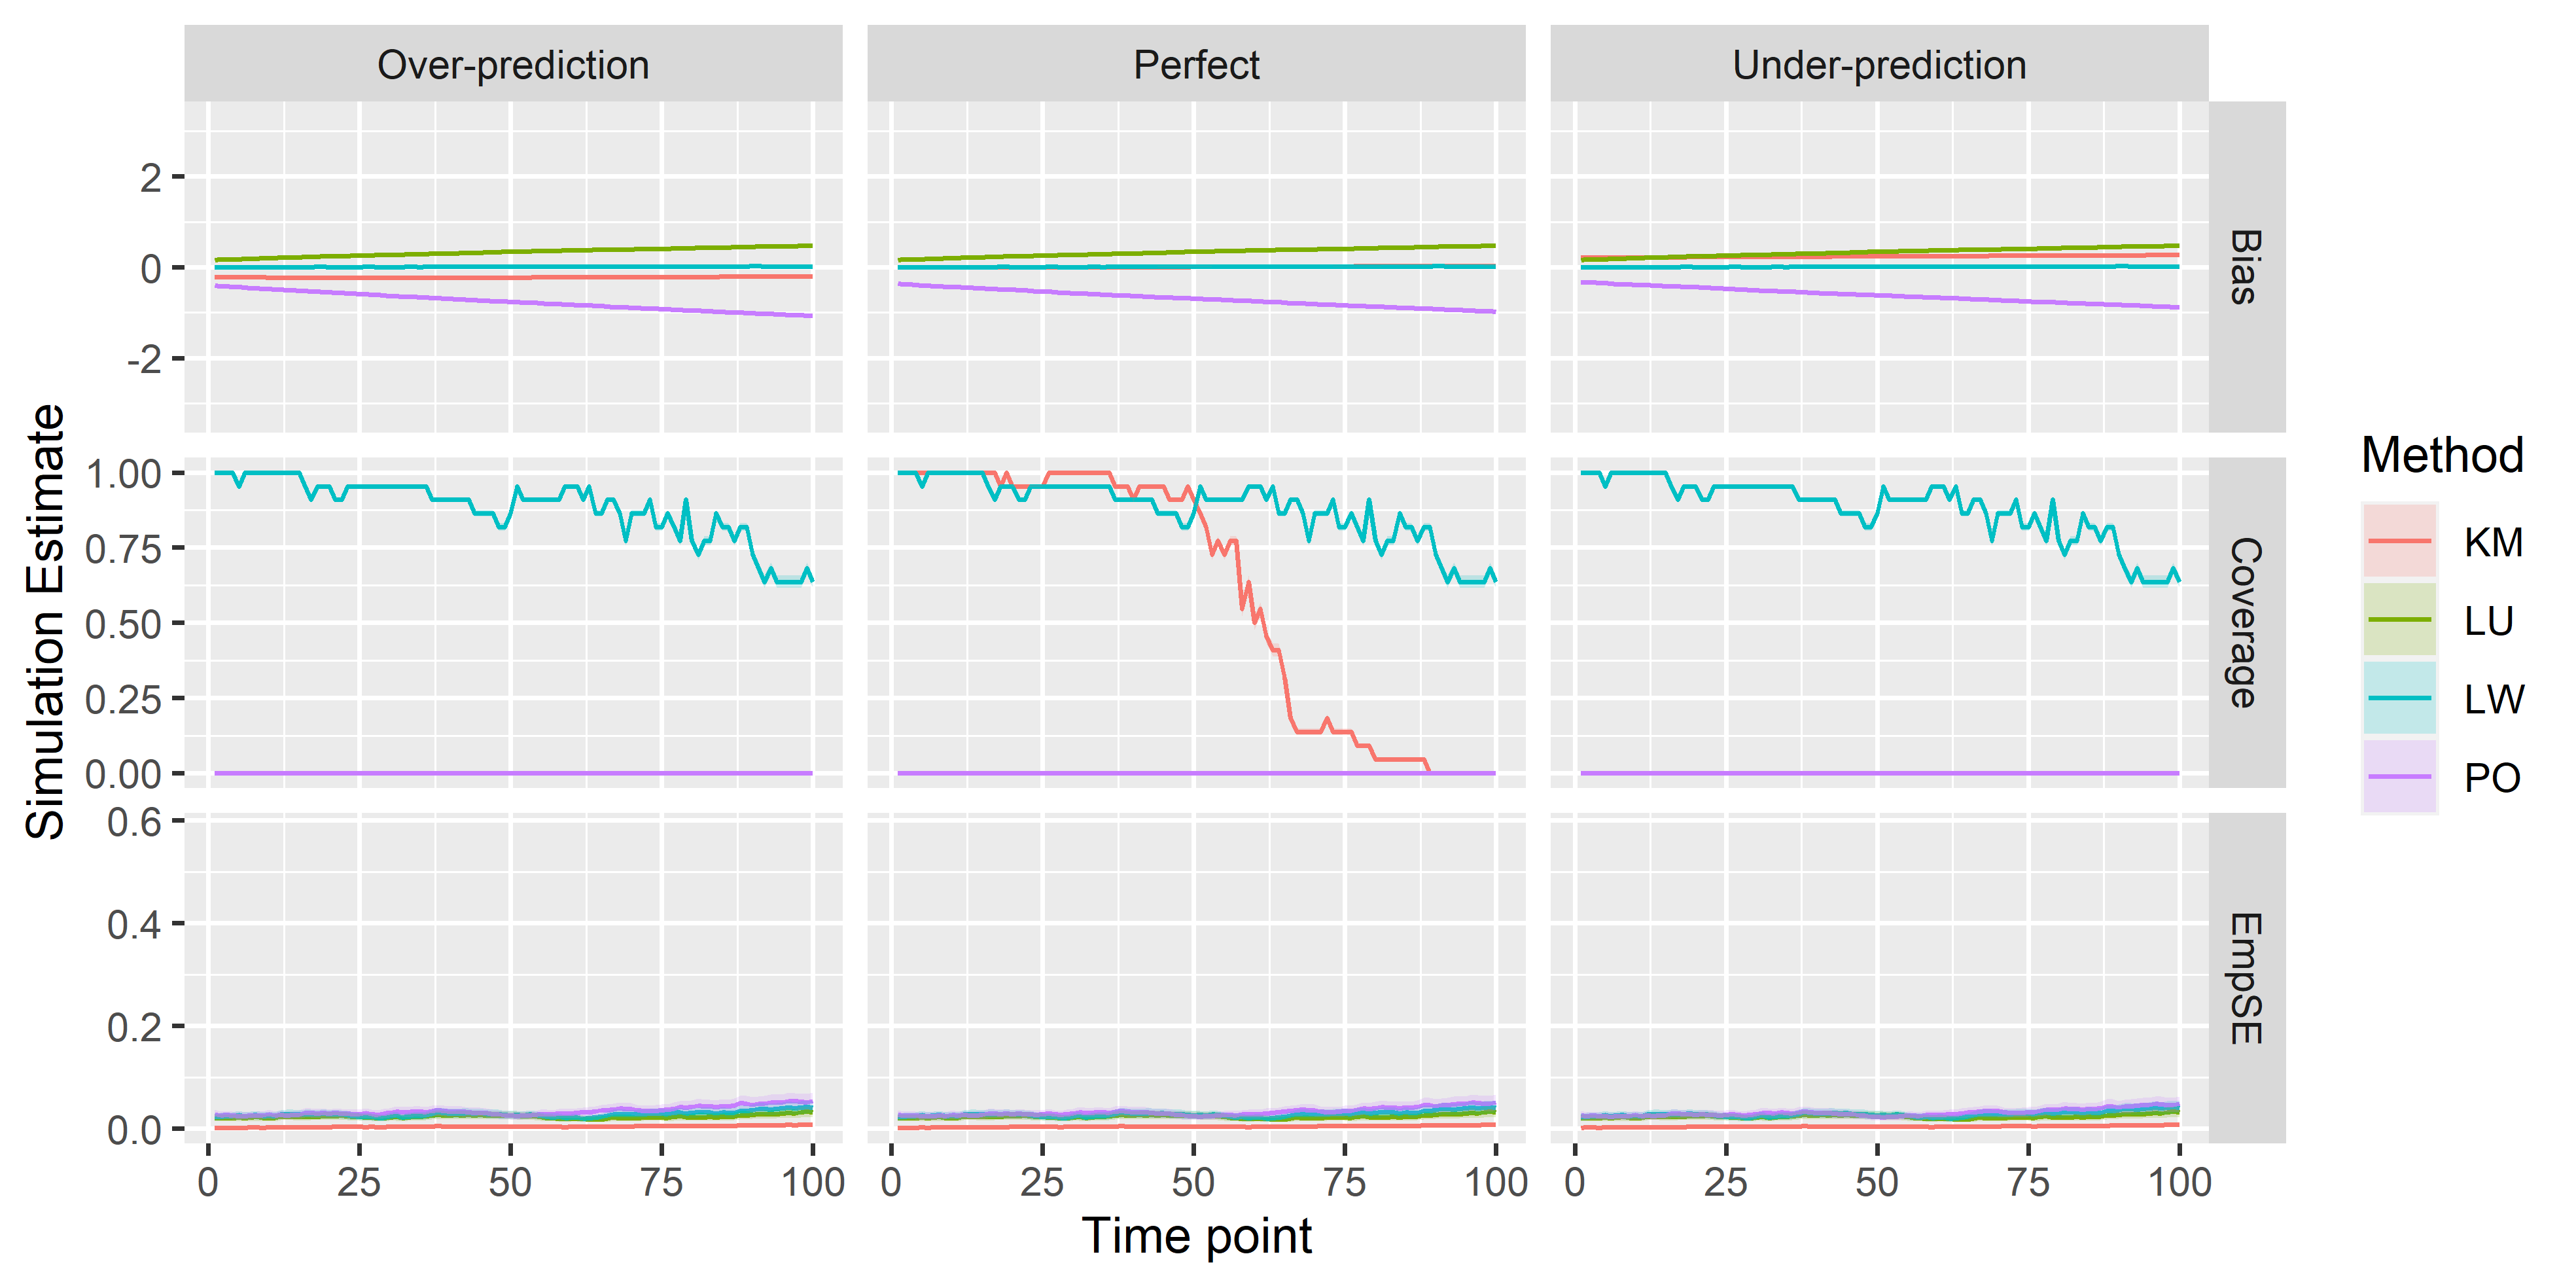 Over-prediction
Perfect
Under-prediction
2
0
-2
Bias
1.00
0.75
0.50
0.25
0.00
Coverage
0.6
0.4
0.2
0.0
EmpSE
0 25 50 75 100
0 25 50 75 100
0 25 50 75 100
Time point
Simulation Estimate
Method
KM
LU
LW
PO